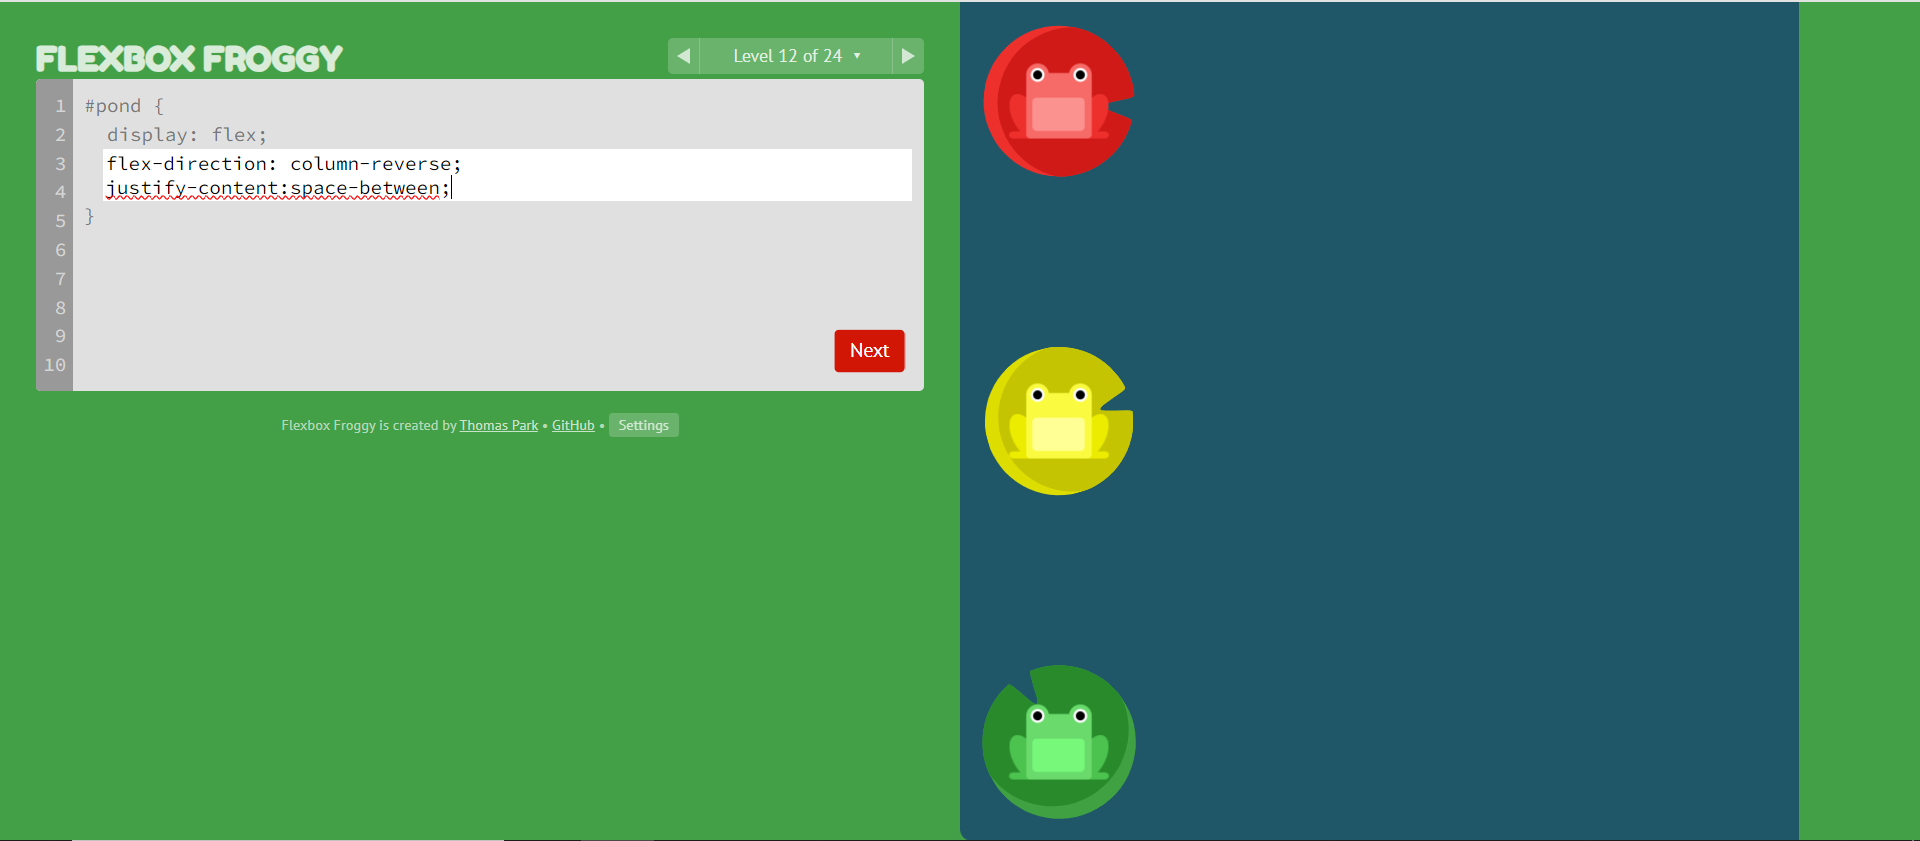 FLEXBOX FROGGY
◀ Level 12 of 24 ▼ ▶
1 #pond {
2 display: flex;
3 flex-direction: column-reverse;
4 justify-content:space-between;
5 }
6
7
8
9
10
Next
Flexbox Froggy is created by Thomas Park • GitHub • Settings